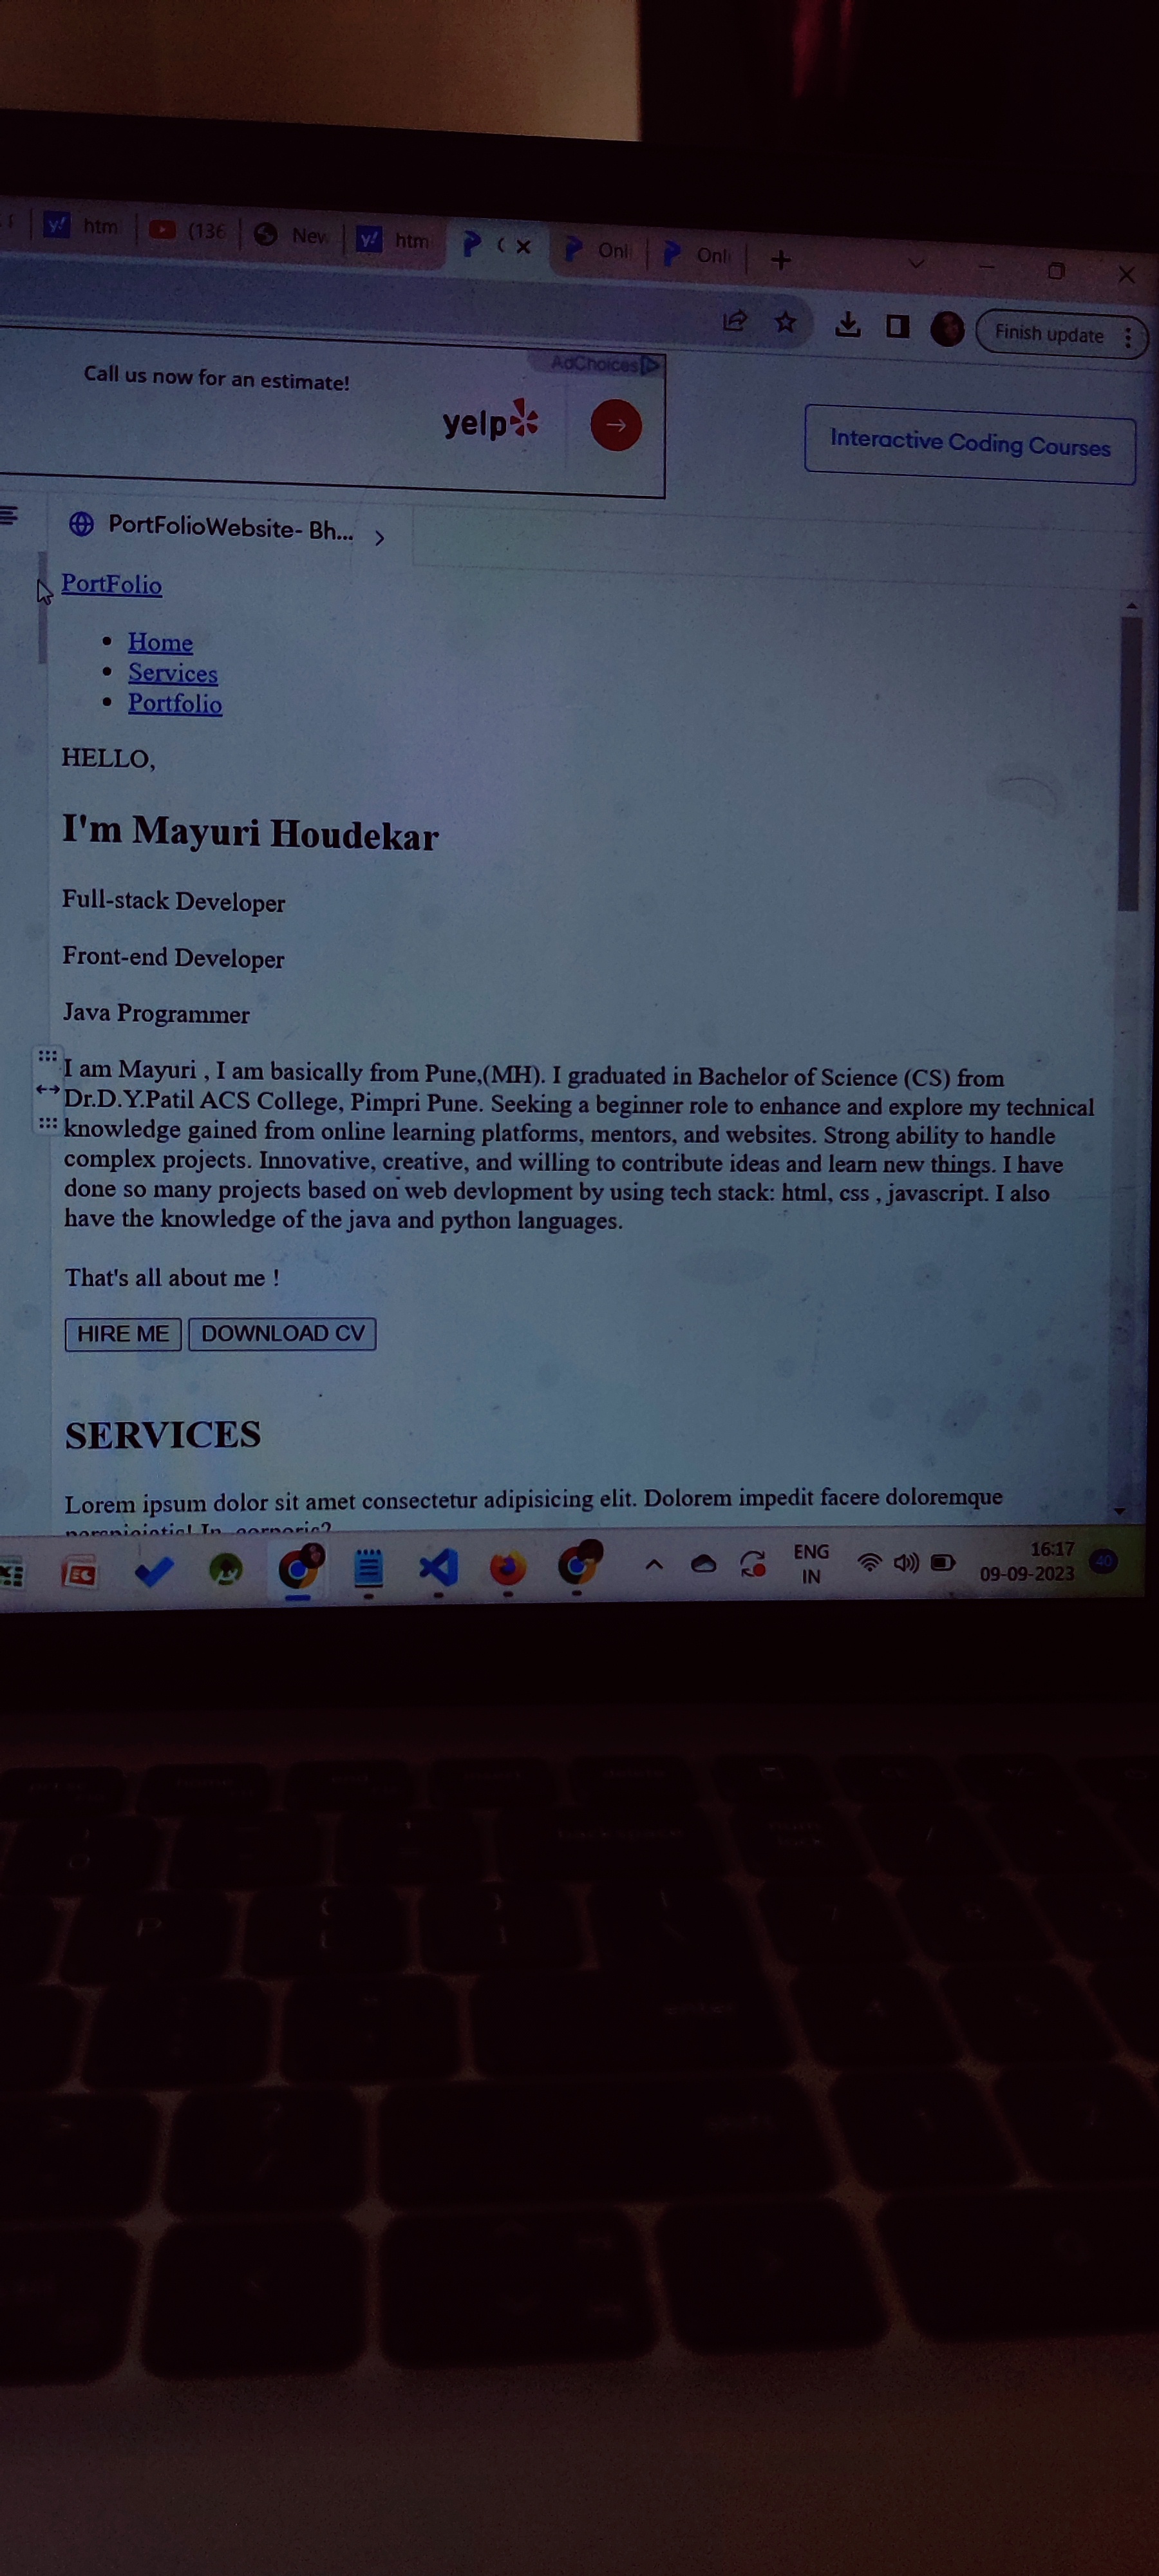 htm
(136
New
htm
(
Onli
Onli
Finish update
AdChoices
Call us now for an estimate!
yelp
Interactive Coding Courses
PortFolioWebsite- Bh...
PortFolio
Home
Services
Portfolio
HELLO,
I'm Mayuri Houdekar
Full-stack Developer
Front-end Developer
Java Programmer
I am Mayuri , I am basically from Pune,(MH). I graduated in Bachelor of Science (CS) from
Dr.D.Y.Patil ACS College, Pimpri Pune. Seeking a beginner role to enhance and explore my technical
knowledge gained from online learning platforms, mentors, and websites. Strong ability to handle
complex projects. Innovative, creative, and willing to contribute ideas and learn new things. I have
done so many projects based on web devlopment by using tech stack: html, css , javascript. I also
have the knowledge of the java and python languages.
That's all about me !
HIRE ME DOWNLOAD CV
SERVICES
Lorem ipsum dolor sit amet consectetur adipisicing elit. Dolorem impedit facere doloremque
ENG
IN
16:17
09-09-2023
40
P